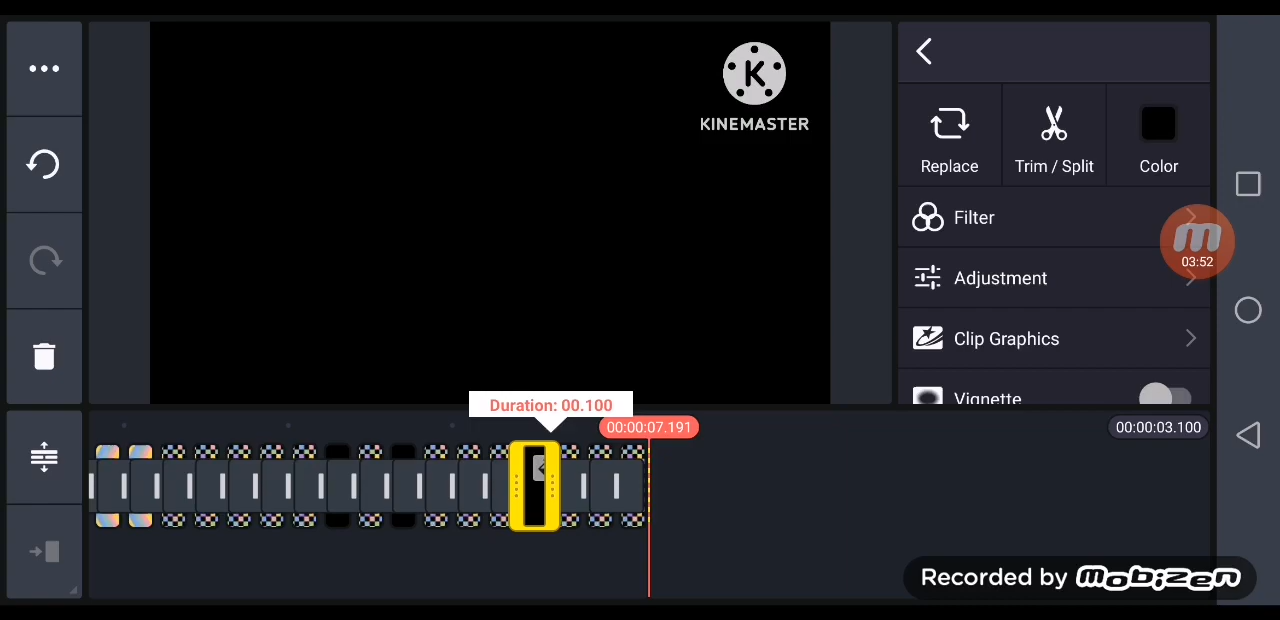 K
KINEMASTER
Replace
Trim / Split
Color
Filter
03:52
Adjustment
Clip Graphics
Vignette
Duration: 00.100
00:00:07.191
00:00:03.100
Recorded by mobizen